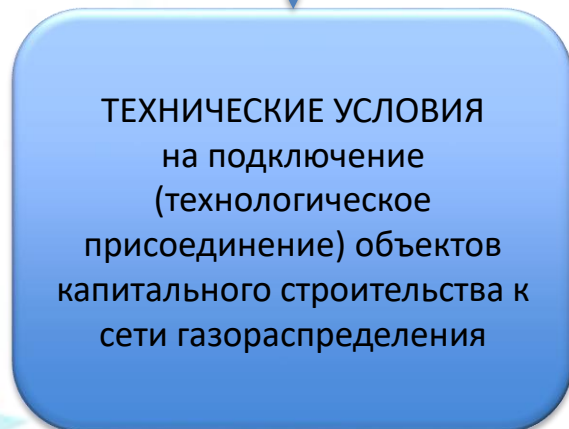 ТЕХНИЧЕСКИЕ УСЛОВИЯ
на подключение
(технологическое
присоединение) объектов
капитального строительства к
сети газораспределения